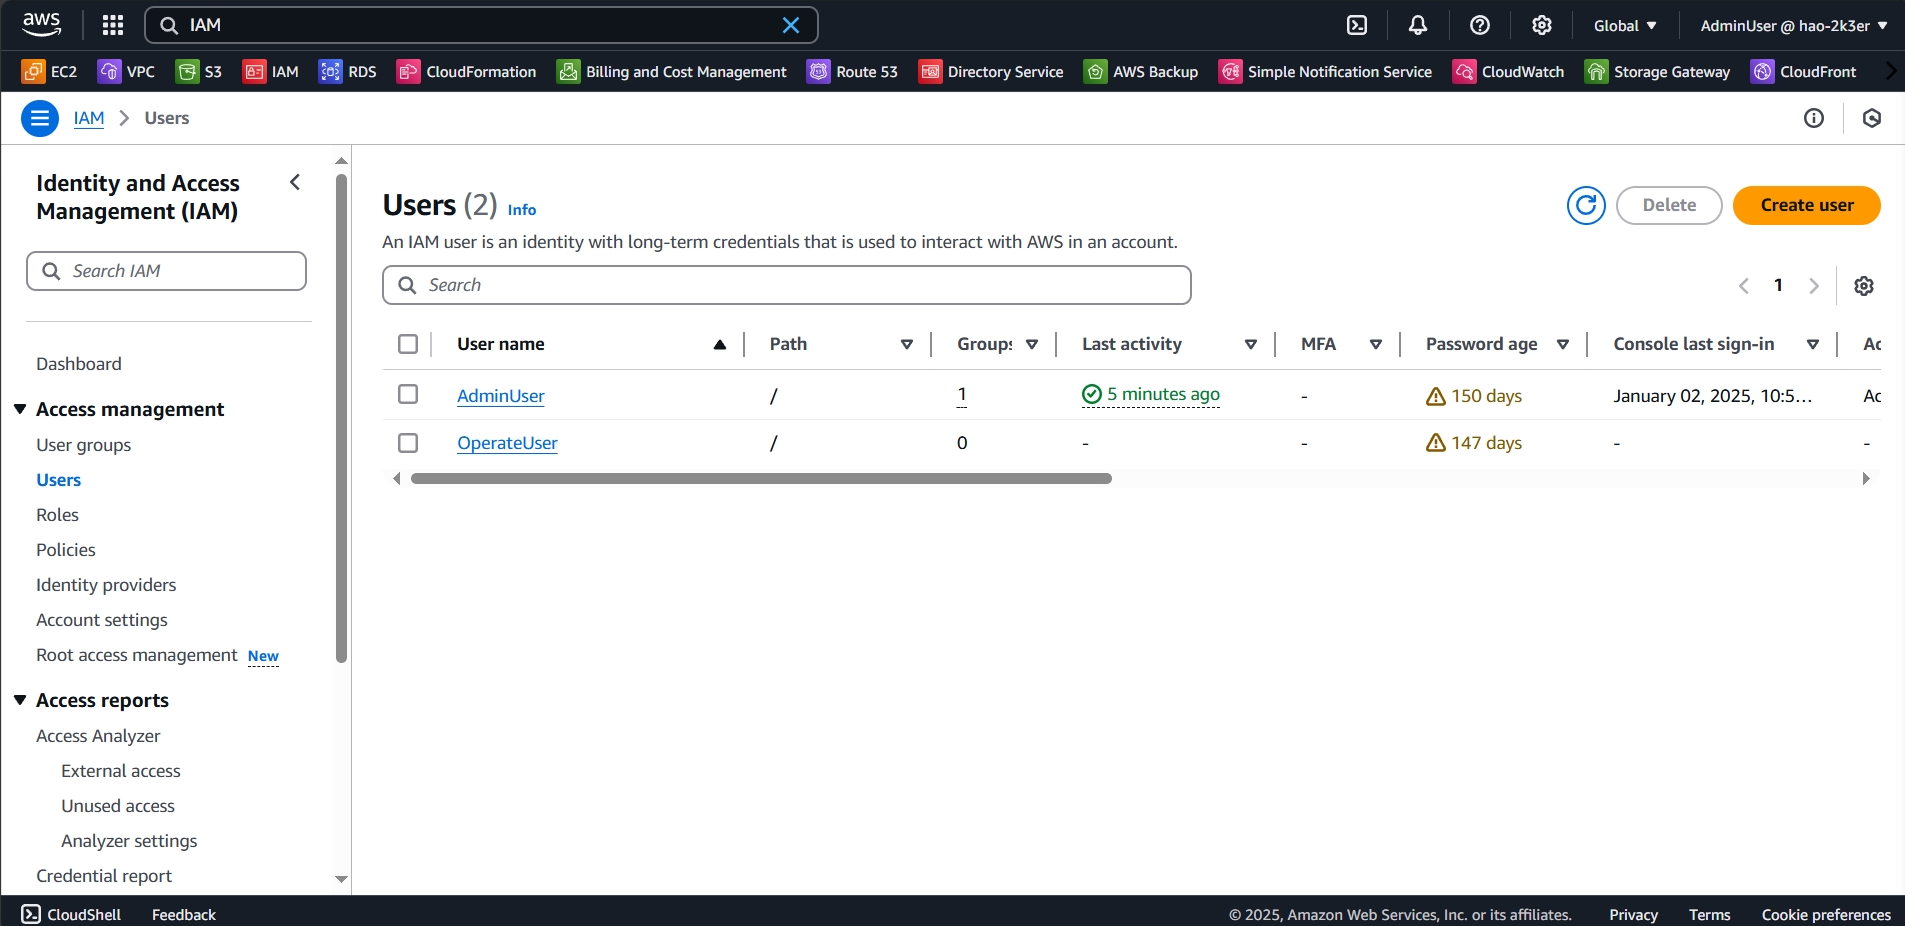 aws IAM Global AdminUser @ hao-2k3er
EC2 VPC S3 IAM RDS CloudFormation Billing and Cost Management Route 53 Directory Service AWS Backup Simple Notification Service CloudWatch Storage Gateway CloudFront
IAM Users
Identity and Access
Management (IAM)
Search IAM
Dashboard
Access management
User groups
Users
Roles
Policies
Identity providers
Account settings
Root access management New
Access reports
Access Analyzer
External access
Unused access
Analyzer settings
Credential report
Users (2) Info
Delete
Create user
An IAM user is an identity with long-term credentials that is used to interact with AWS in an account.
Search
1
User name Path Groups Last activity MFA Password age Console last sign-in Ac
AdminUser / 1 5 minutes ago - 150 days January 02, 2025, 10:5... Ac
OperateUser / 0 - - 147 days - -
CloudShell Feedback © 2025, Amazon Web Services, Inc. or its affiliates. Privacy Terms Cookie preferences